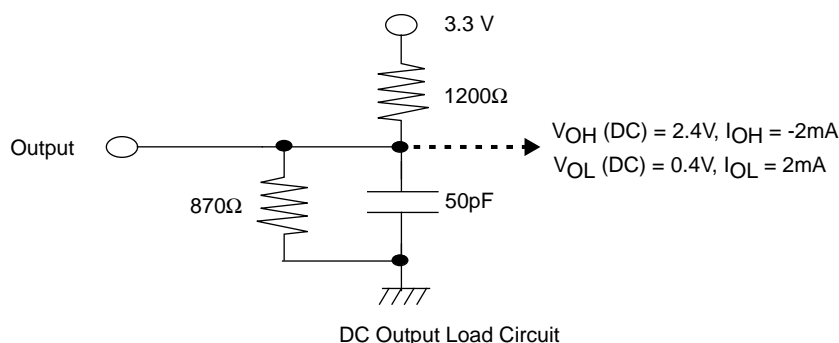 3.3 V
1200Ω
VOH (DC) = 2.4V, IOH = -2mA
Output
VOL (DC) = 0.4V, IOL = 2mA
870Ω
50pF
DC Output Load Circuit